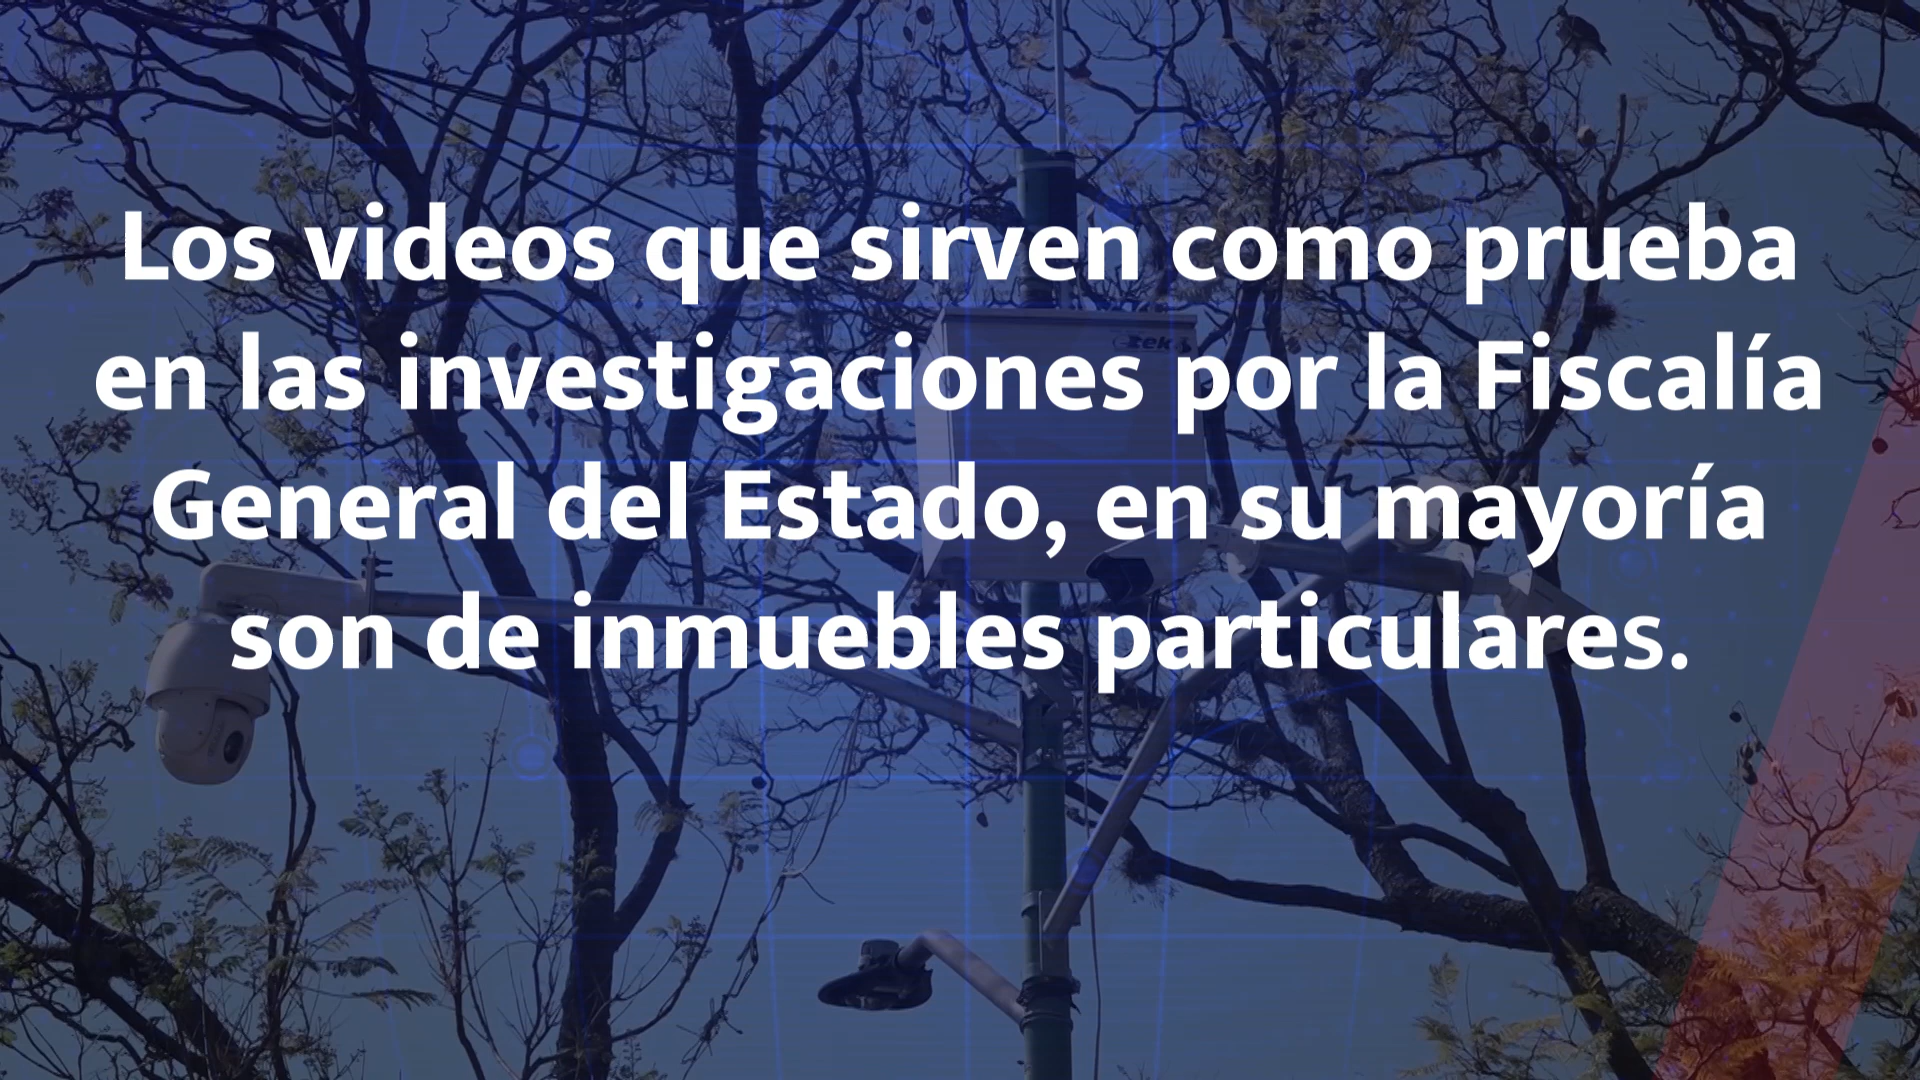 Los videos que sirven como prueba
en las investigaciones por la Fiscalía
General del Estado, en su mayoría
son de inmuebles particulares.